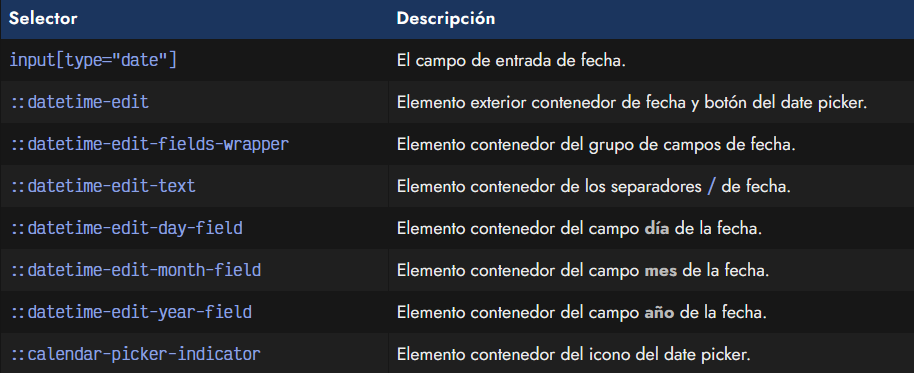 Selector Descripción
input[type="date"] El campo de entrada de fecha.
::datetime-edit Elemento exterior contenedor de fecha y botón del date picker.
::datetime-edit-fields-wrapper Elemento contenedor del grupo de campos de fecha.
::datetime-edit-text Elemento contenedor de los separadores / de fecha.
::datetime-edit-day-field Elemento contenedor del campo día de la fecha.
::datetime-edit-month-field Elemento contenedor del campo mes de la fecha.
::datetime-edit-year-field Elemento contenedor del campo año de la fecha.
::calendar-picker-indicator Elemento contenedor del icono del date picker.